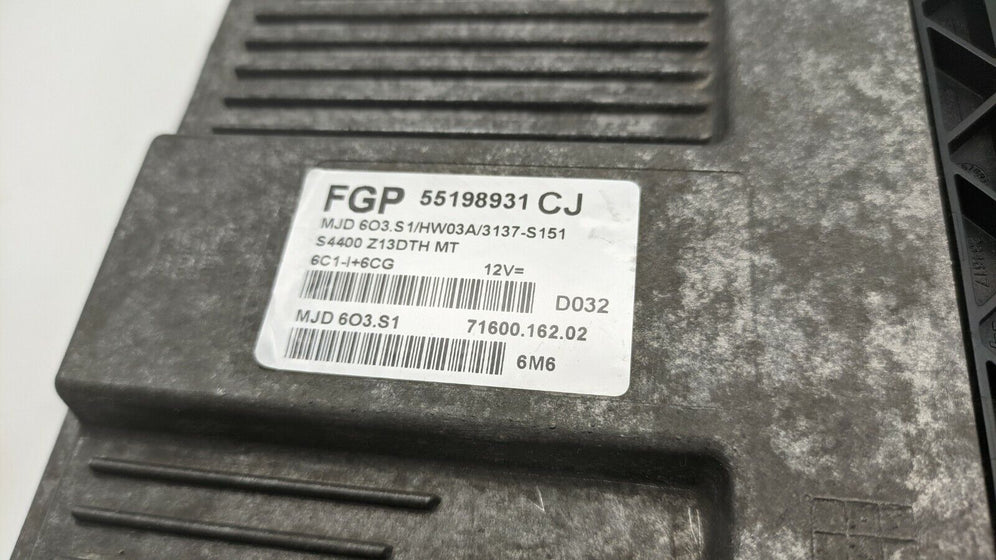 FGP 55198931 CJ
MJD 6O3.S1/HW03A/3137-S151
S4400 Z13DTH MT
6C1-I+6CG 12V=
D032
MJD 6O3.S1 71600.162.02
6M6